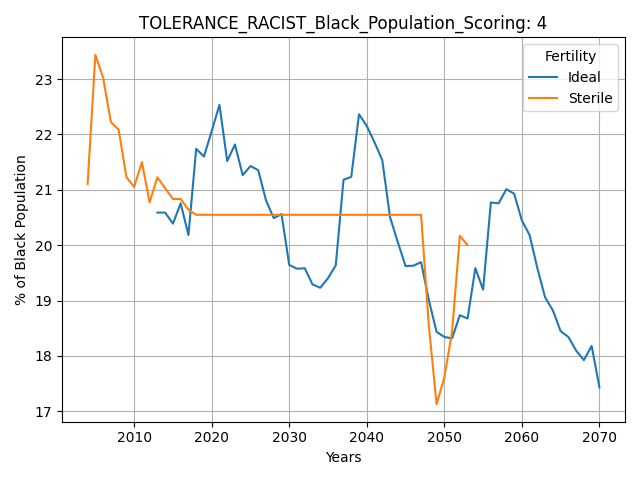 TOLERANCE_RACIST_Black_Population_Scoring: 4
Fertility
Ideal
Sterile
% of Black Population
23
22
21
20
19
18
17
2010 2020 2030 2040 2050 2060 2070
Years